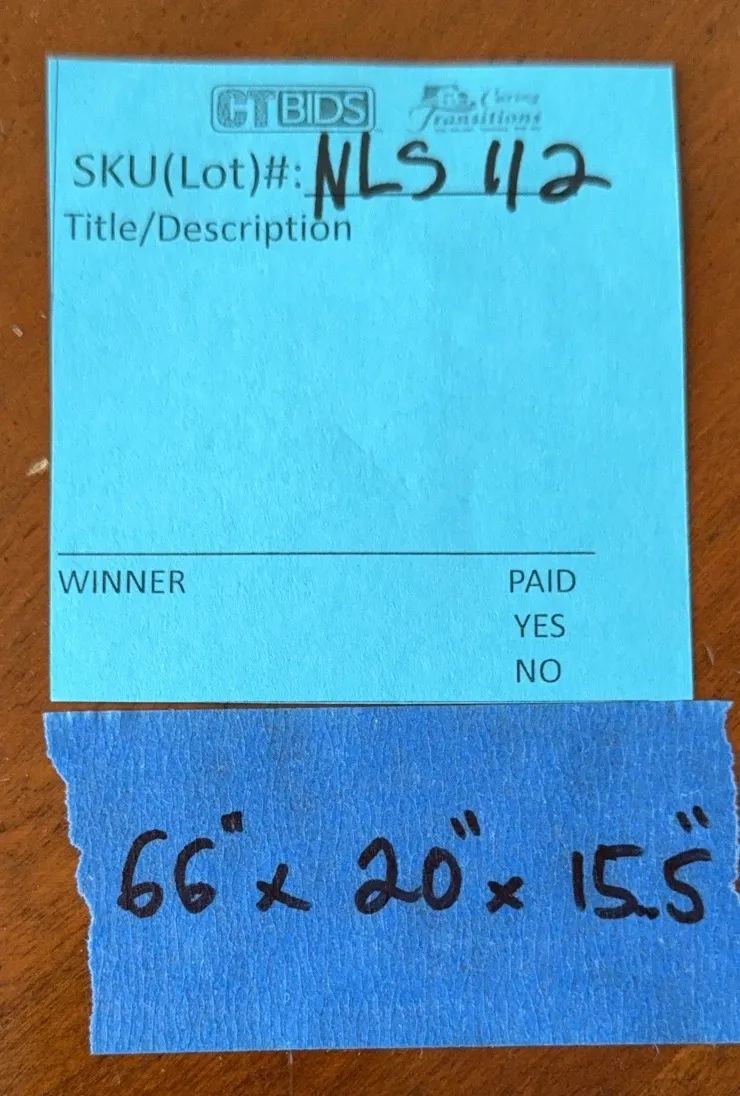 CTBIDS Caring Transitions
SKU(Lot)#: NLS 112
Title/Description
WINNER PAID
YES
NO
66" x 20" x 15.5"